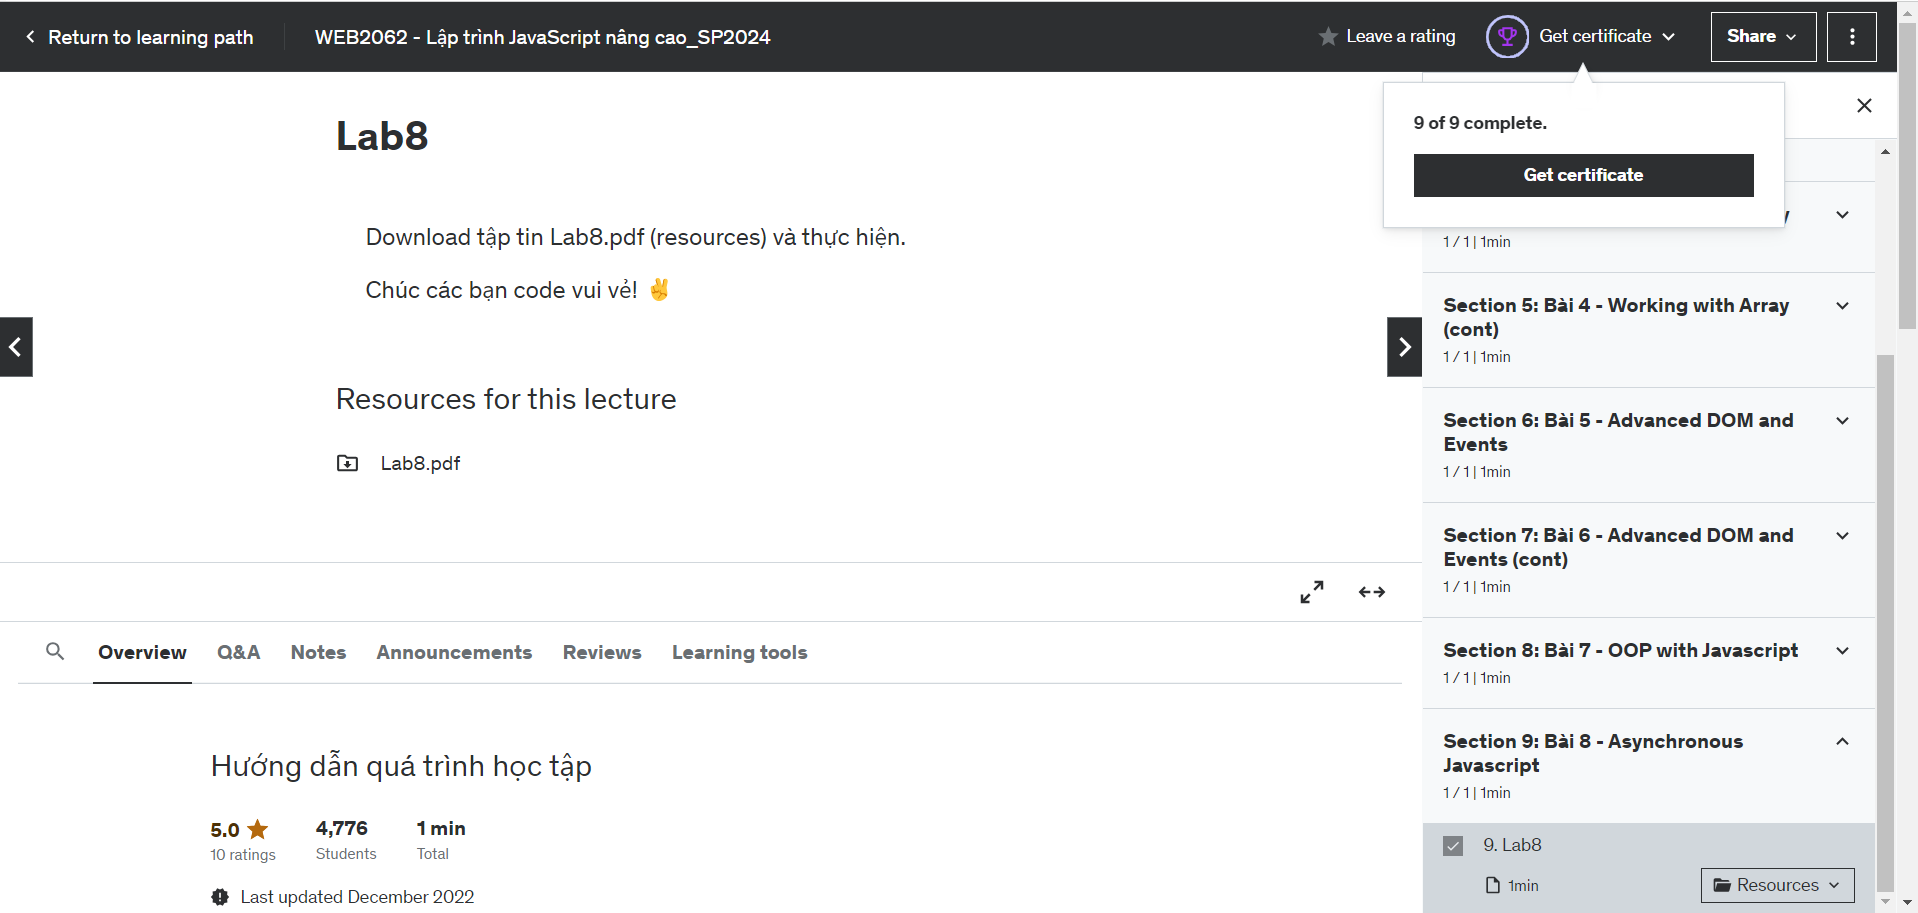 Return to learning path
WEB2062 - Lập trình JavaScript nâng cao_SP2024
Leave a rating
Get certificate
Share
9 of 9 complete.
Get certificate
Lab8
Download tập tin Lab8.pdf (resources) và thực hiện.
Chúc các bạn code vui vẻ! ✌
Resources for this lecture
Lab8.pdf
Overview
Q&A
Notes
Announcements
Reviews
Learning tools
Hướng dẫn quá trình học tập
5.0
10 ratings
4,776
Students
1 min
Total
Last updated December 2022
1 / 1 | 1min
Section 5: Bài 4 - Working with Array
(cont)
1 / 1 | 1min
Section 6: Bài 5 - Advanced DOM and
Events
1 / 1 | 1min
Section 7: Bài 6 - Advanced DOM and
Events (cont)
1 / 1 | 1min
Section 8: Bài 7 - OOP with Javascript
1 / 1 | 1min
Section 9: Bài 8 - Asynchronous
Javascript
1 / 1 | 1min
9. Lab8
1min
Resources